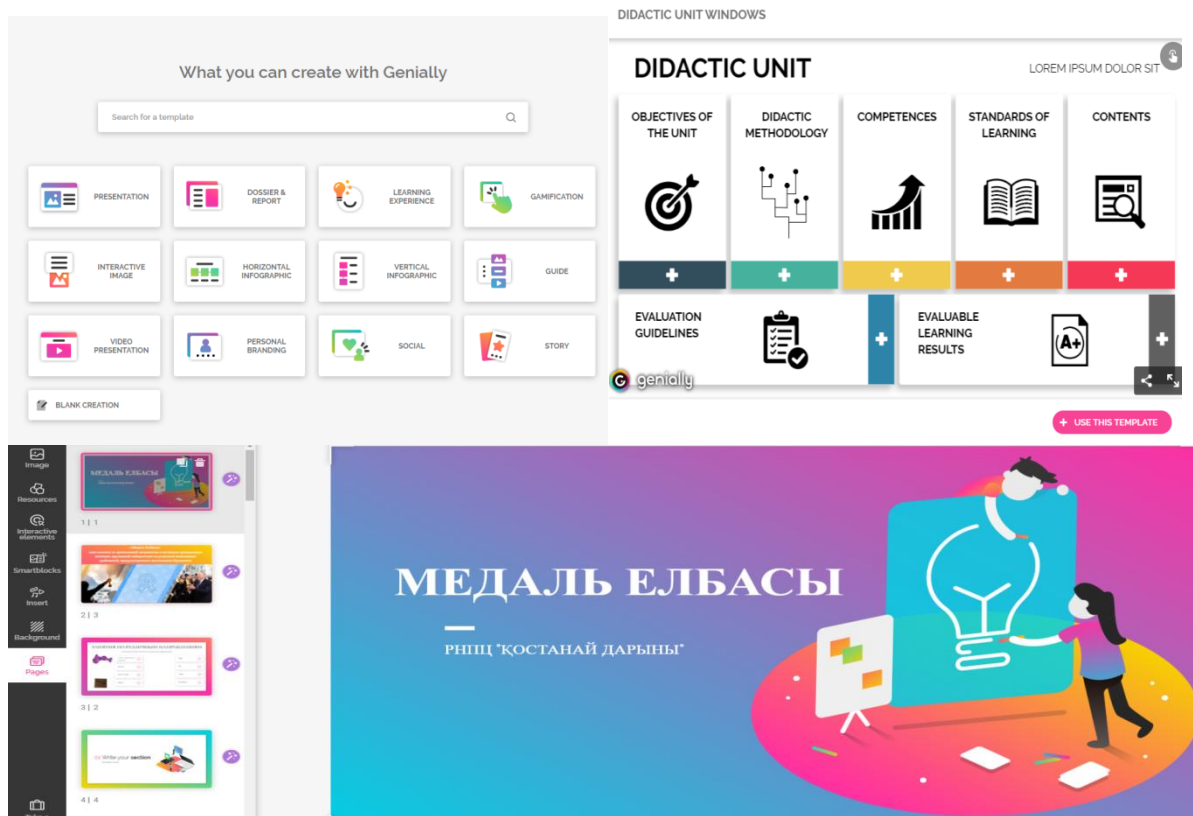 What you can create with Genially
Search for a template
PRESENTATION
DOSSIER &
REPORT
LEARNING
EXPERIENCE
GAMIFICATION
INTERACTIVE
IMAGE
HORIZONTAL
INFOGRAPHIC
VERTICAL
INFOGRAPHIC
GUIDE
VIDEO
PRESENTATION
PERSONAL
BRANDING
SOCIAL
STORY
BLANK CREATION
DIDACTIC UNIT WINDOWS
DIDACTIC UNIT
LOREM IPSUM DOLOR SIT
OBJECTIVES OF
THE UNIT
DIDACTIC
METHODOLOGY
COMPETENCES
STANDARDS OF
LEARNING
CONTENTS
EVALUATION
GUIDELINES
EVALUABLE
LEARNING
RESULTS
A+
genially
USE THIS TEMPLATE
Image
Resources
Interactive
elements
Smartblocks
Insert
Background
Pages
МЕДАЛЬ ЕЛБАСЫ
1 | 1
2 | 3
3 | 2
Write your section
4 | 4
МЕДАЛЬ ЕЛБАСЫ
РНПЦ "ҚОСТАНАЙ ДАРЫНЫ"